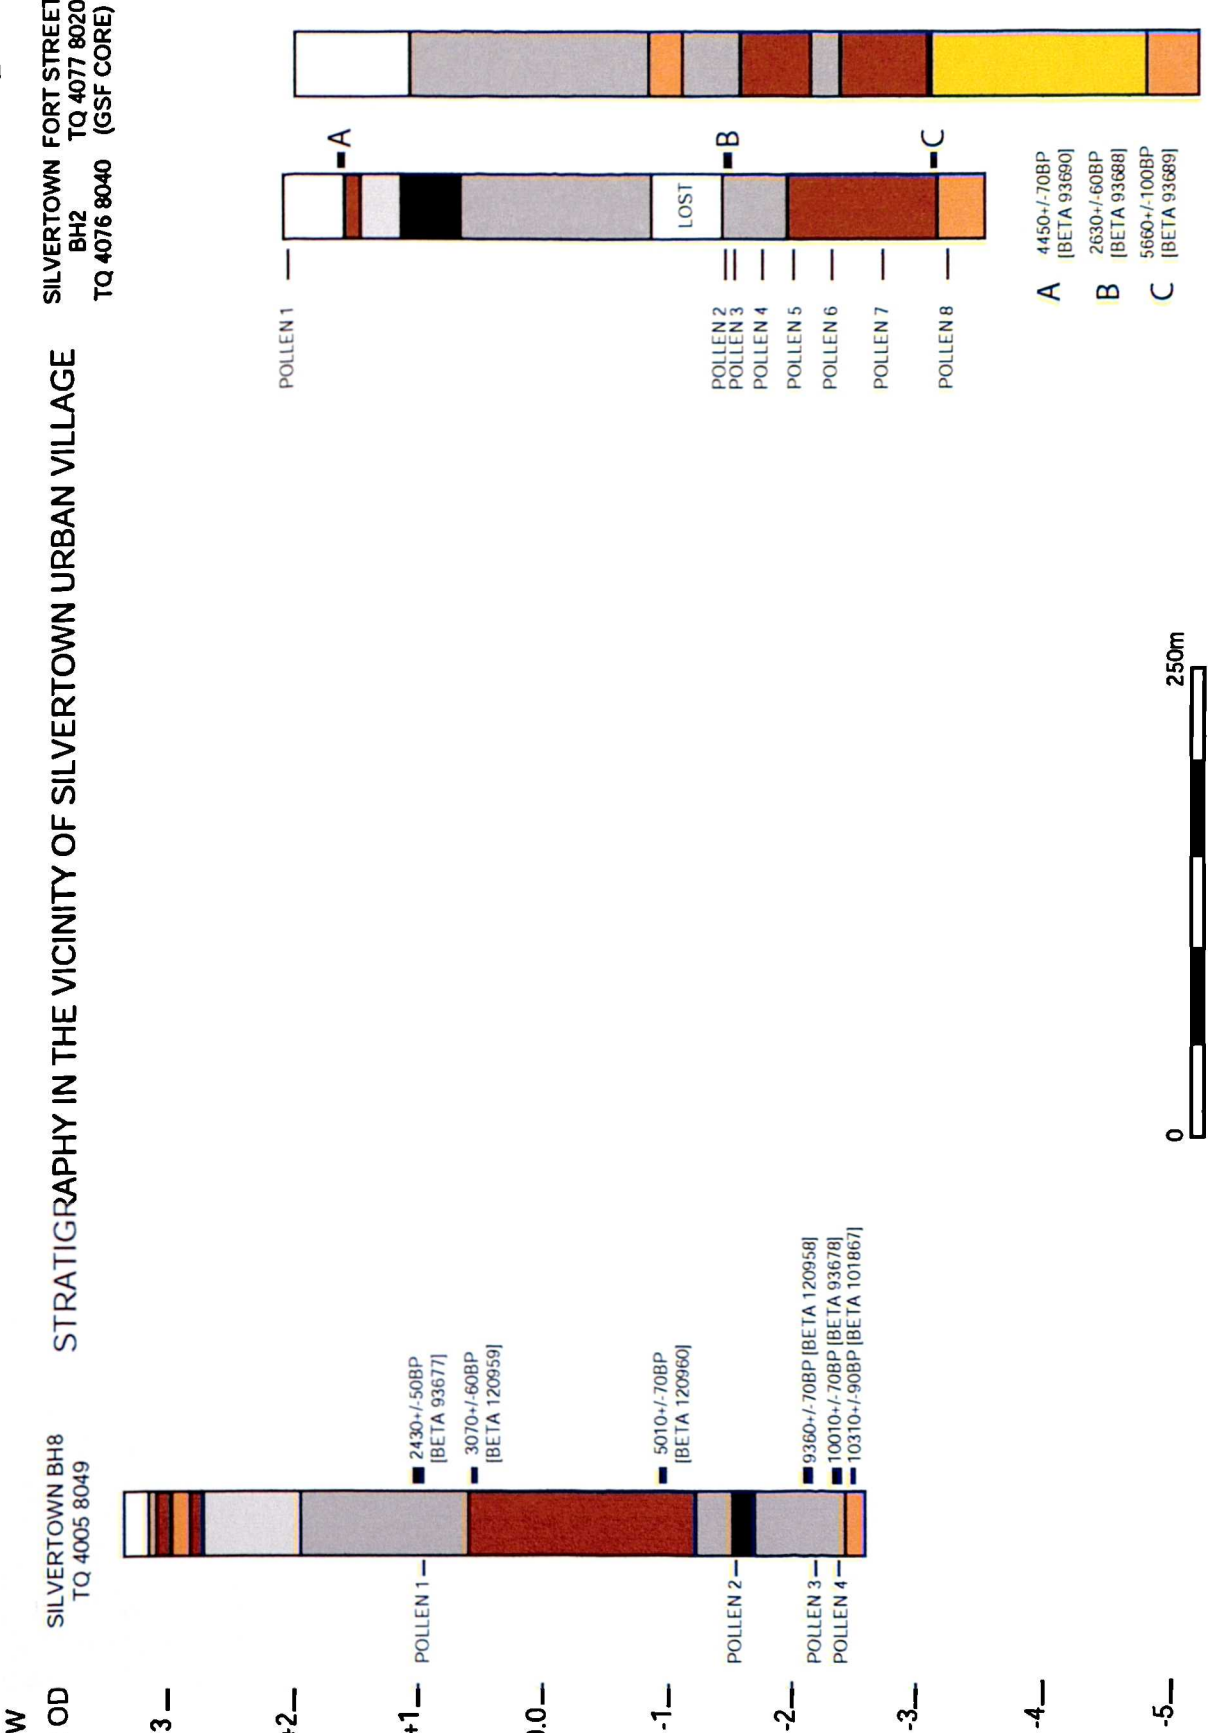 W
OD
3
+2
+1
0.0
-1
-2
-3
-4
-5
STRATIGRAPHY IN THE VICINITY OF SILVERTOWN URBAN VILLAGE
SILVERTOWN BH8
TQ 4005 8049
POLLEN 1
POLLEN 2
POLLEN 3
POLLEN 4
2430+/-50BP
[BETA 93677]
3070+/-60BP
[BETA 120959]
5010+/-70BP
[BETA 120960]
9360+/-70BP [BETA 120958]
10010+/-70BP [BETA 93678]
10310+/-90BP [BETA 101867]
SILVERTOWN
BH2
TQ 4076 8040
FORT STREET
TQ 4077 8020
(GSF CORE)
POLLEN 1
POLLEN 2
POLLEN 3
POLLEN 4
POLLEN 5
POLLEN 6
POLLEN 7
POLLEN 8
LOST
A
B
C
A 4450+/-70BP
[BETA 93690]
B 2630+/-60BP
[BETA 93688]
C 5660+/-100BP
[BETA 93689]
0 250m